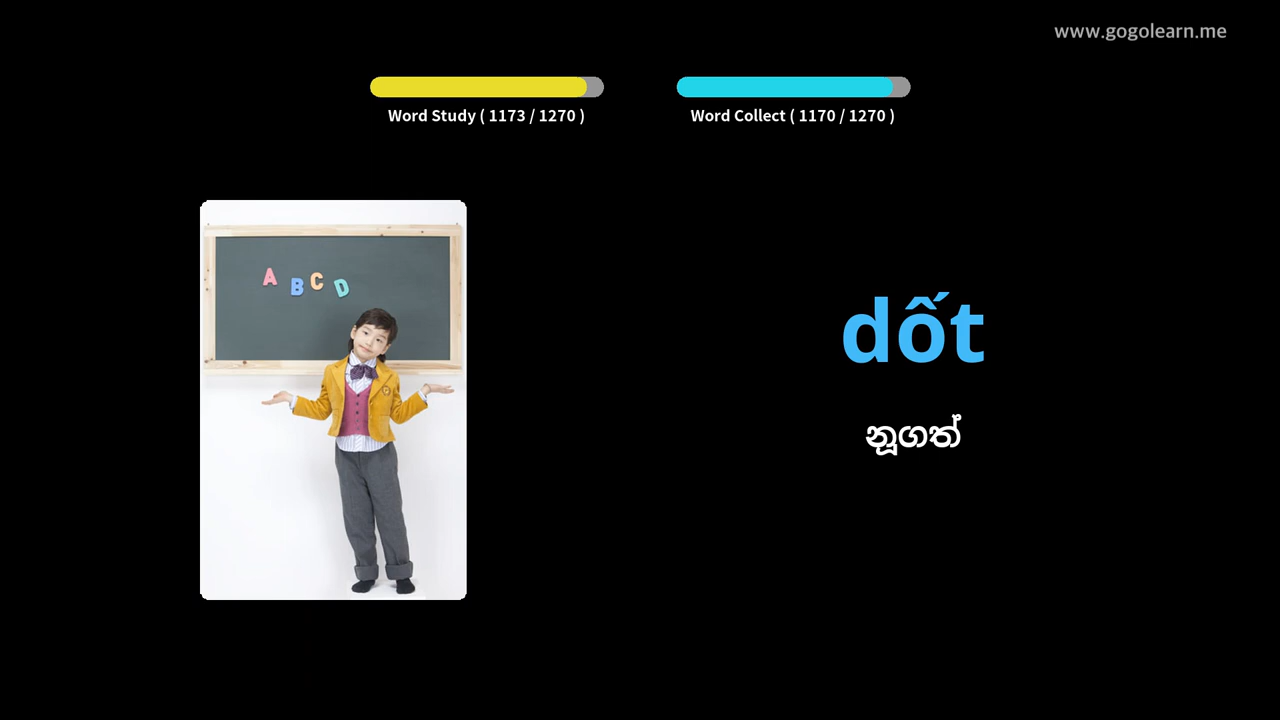 www.gogolearn.me
Word Study ( 1173 / 1270 )
Word Collect ( 1170 / 1270 )
A B C D
dốt
නූගත්